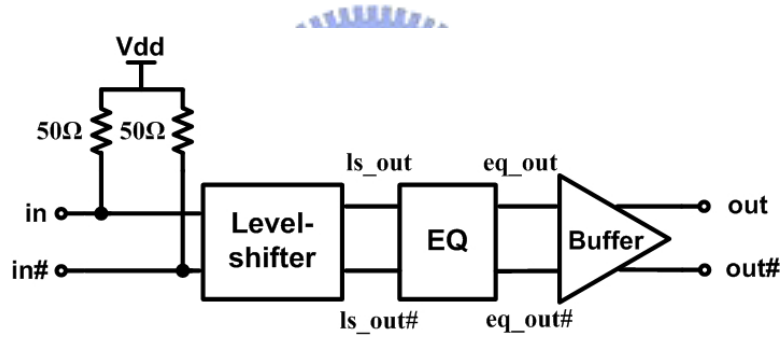 Vdd
50Ω
50Ω
ls_out
eq_out
in
Level-
shifter
EQ
Buffer
out
in#
out#
ls_out#
eq_out#